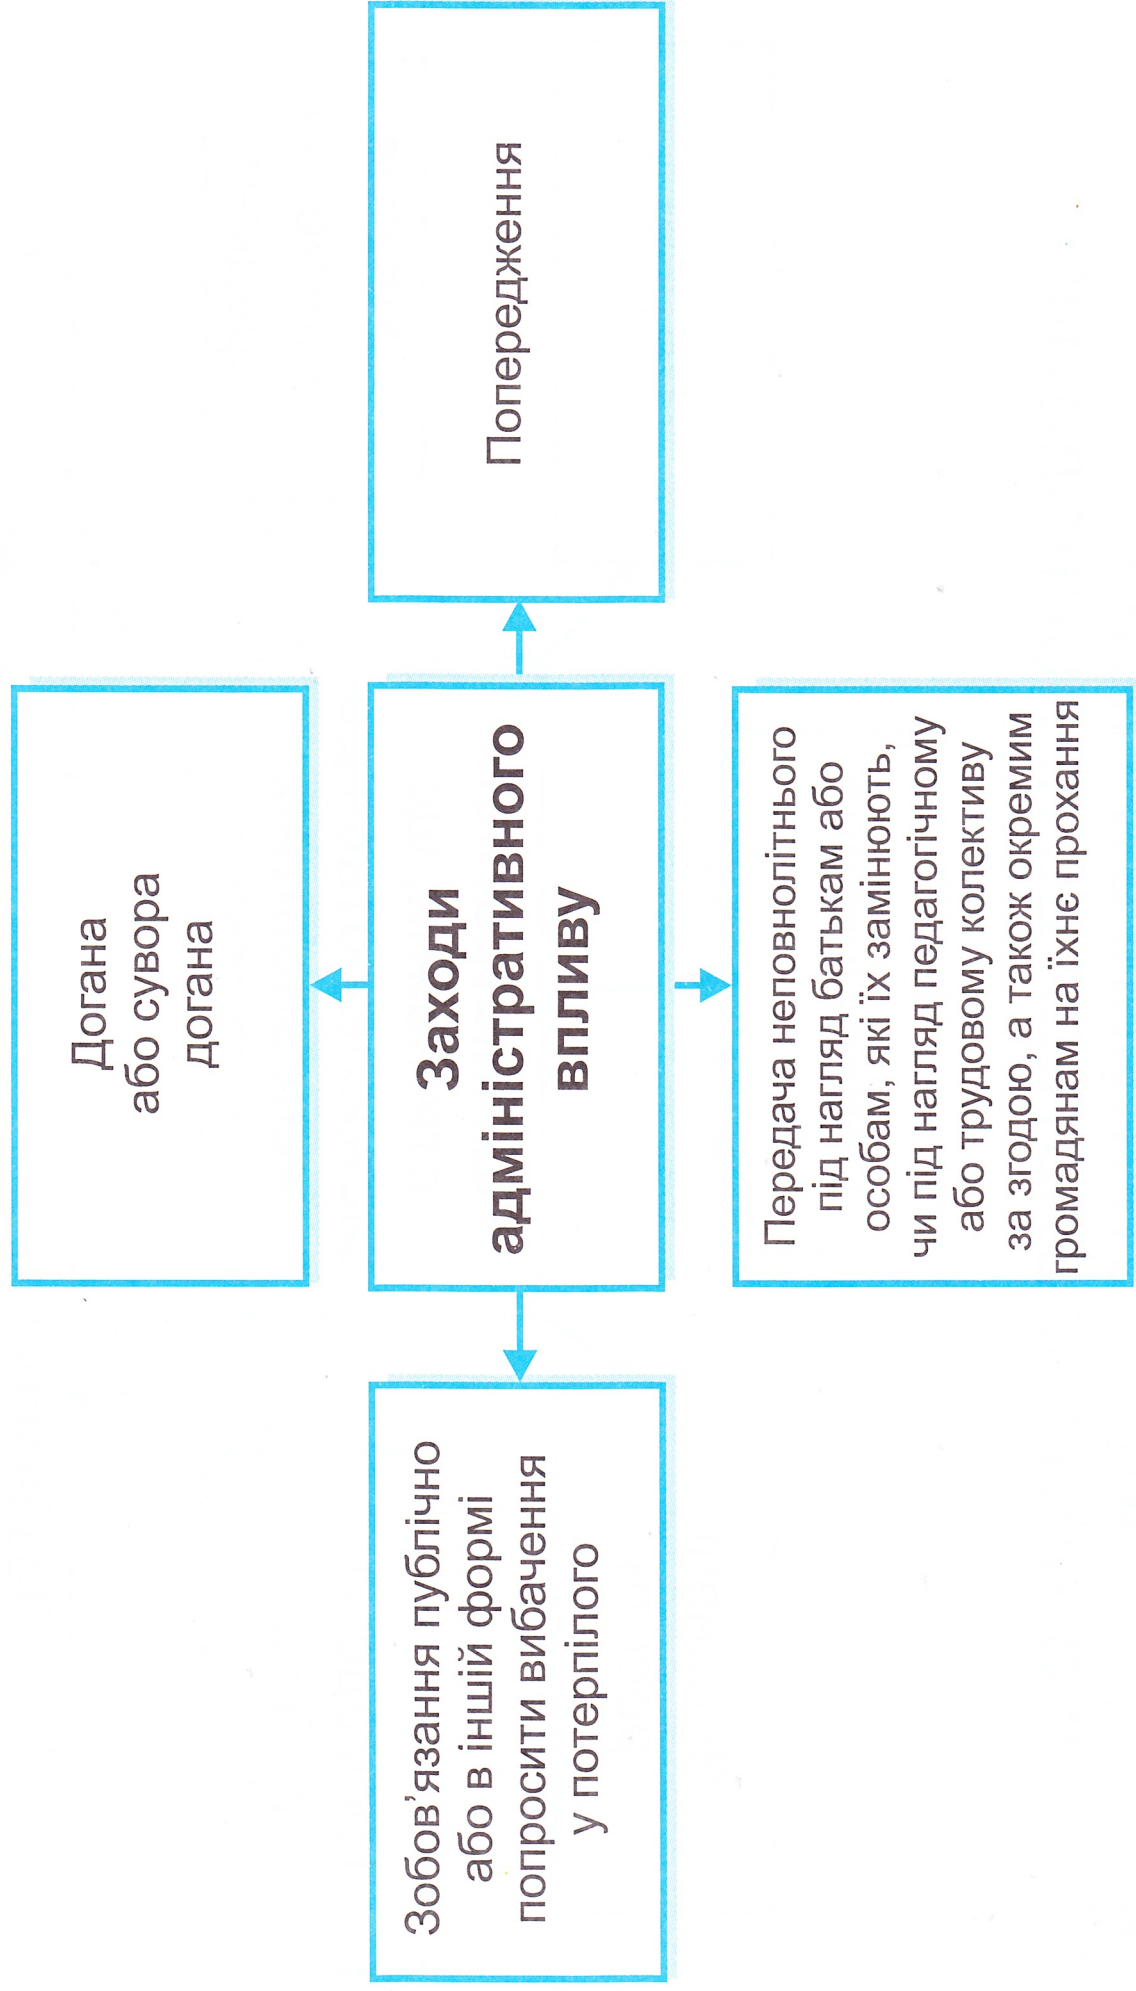 Догана
або сувора
догана
Зобов’язання публічно
або в іншій формі
попросити вибачення
у потерпілого
Заходи
адміністративного
впливу
Попередження
Передача неповнолітнього
під нагляд батькам або
особам, які їх замінюють,
чи під нагляд педагогічному
або трудовому колективу
за згодою, а також окремим
громадянам на їхнє прохання